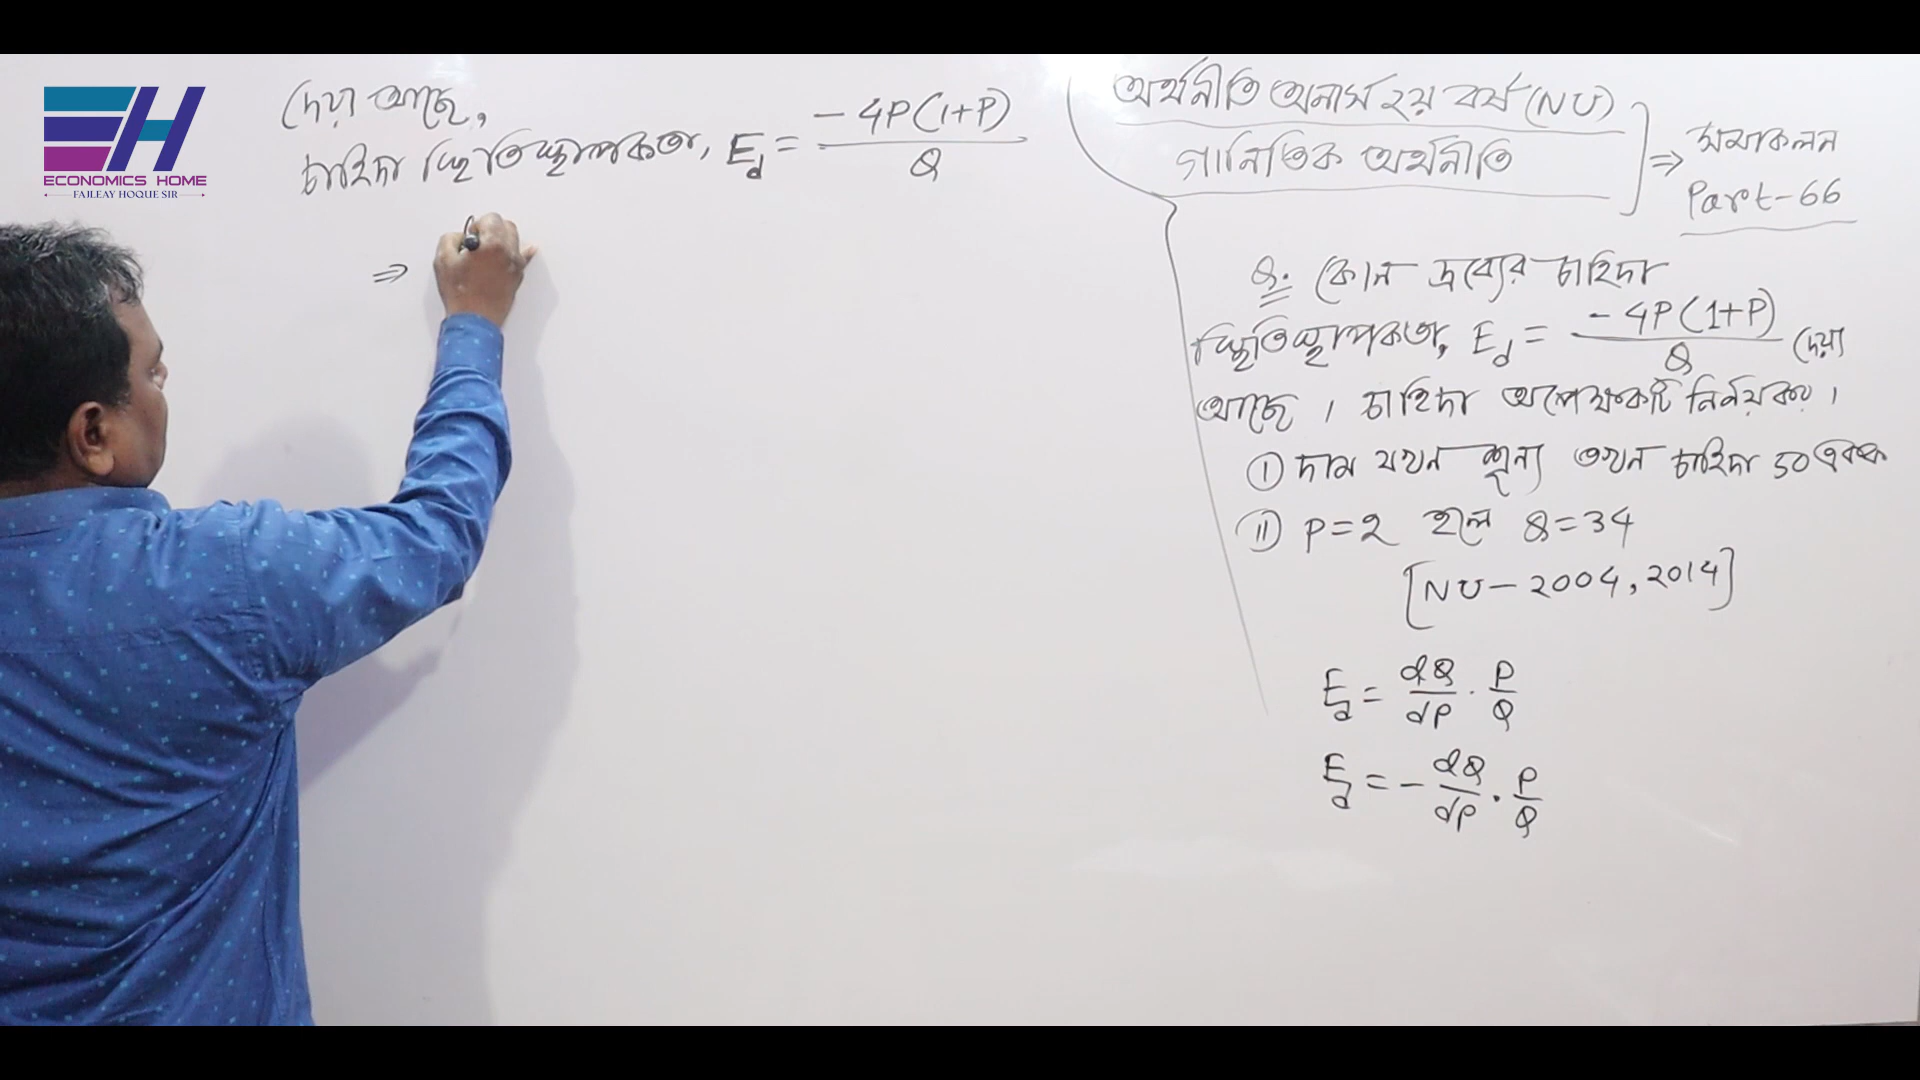 EH
ECONOMICS HOME
FAILEAY HOQUE SIR
দেয়া আছে,
চাহিদা স্থিতিস্থাপকতা, Ed = -4P(1+P)/Q
⇒
অর্থনীতি অনার্স ২য় বর্ষ (NU)
গানিতিক অর্থনীতি
⇒ সমাকলন
Part-66
Q. কোন দ্রব্যের চাহিদা
স্থিতিস্থাপকতা, Ed = -4P(1+P)/Q দেয়া
আছে। চাহিদা অপেক্ষকটি নির্নয় কর।
(i) দাম যখন শূন্য তখন চাহিদা 50 একক
(ii) P=2 হলে Q=34
[NU-2004, 2014]
Ed = dQ/dP · P/Q
Ed = - dQ/dP · P/Q